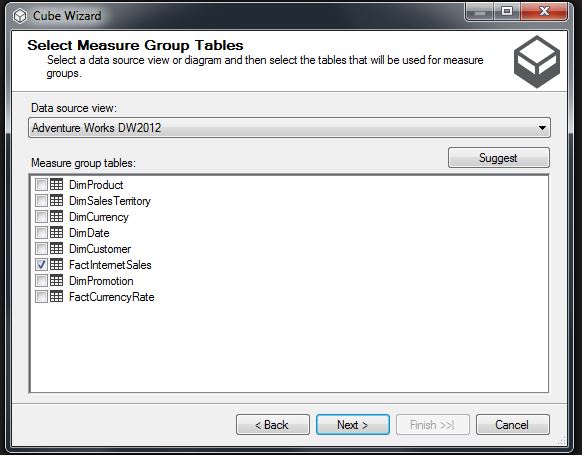 Cube Wizard
Select Measure Group Tables
Select a data source view or diagram and then select the tables that will be used for measure
groups.
Data source view:
Adventure Works DW2012
Measure group tables:
Suggest
DimProduct
DimSalesTerritory
DimCurrency
DimDate
DimCustomer
FactInternetSales
DimPromotion
FactCurrencyRate
< Back
Next >
Finish >>|
Cancel